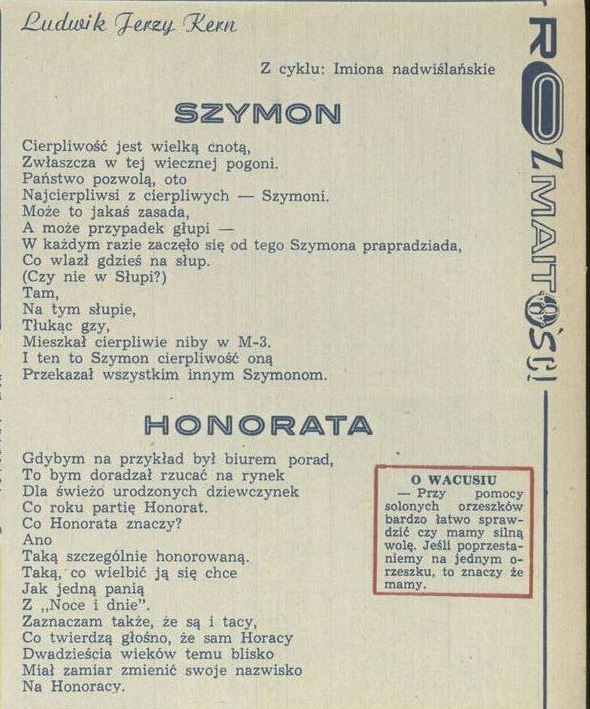 Ludwik Jerzy Kern
Z cyklu: Imiona nadwiślańskie
SZYMON
Cierpliwość jest wielką cnotą,
Zwłaszcza w tej wiecznej pogoni.
Państwo pozwolą, oto
Najcierpliwsi z cierpliwych — Szymoni.
Może to jakaś zasada,
A może przypadek głupi —
W każdym razie zaczęło się od tego Szymona prapradziada,
Co wlazł gdzieś na słup.
(Czy nie w Słupi?)
Tam,
Na tym słupie,
Tłukąc gzy,
Mieszkał cierpliwie niby w M-3.
I ten to Szymon cierpliwość oną
Przekazał wszystkim innym Szymonom.
HONORATA
Gdybym na przykład był biurem porad,
To bym doradzał rzucać na rynek
Dla świeżo urodzonych dziewczynek
Co roku partię Honorat.
Co Honorata znaczy?
Ano
Taką szczególnie honorowaną.
Taką, co wielbić ją się chce
Jak jedną panią
Z „Noce i dnie".
Zaznaczam także, że są i tacy,
Co twierdzą głośno, że sam Horacy
Dwadzieścia wieków temu blisko
Miał zamiar zmienić swoje nazwisko
Na Honoracy.
O WACUSIU
— Przy pomocy
solonych orzeszków
bardzo łatwo spraw-
dzić czy mamy silną
wolę. Jeśli poprzesta-
niemy na jednym o-
rzeszku, to znaczy że
mamy.
ROZMAITOŚCI